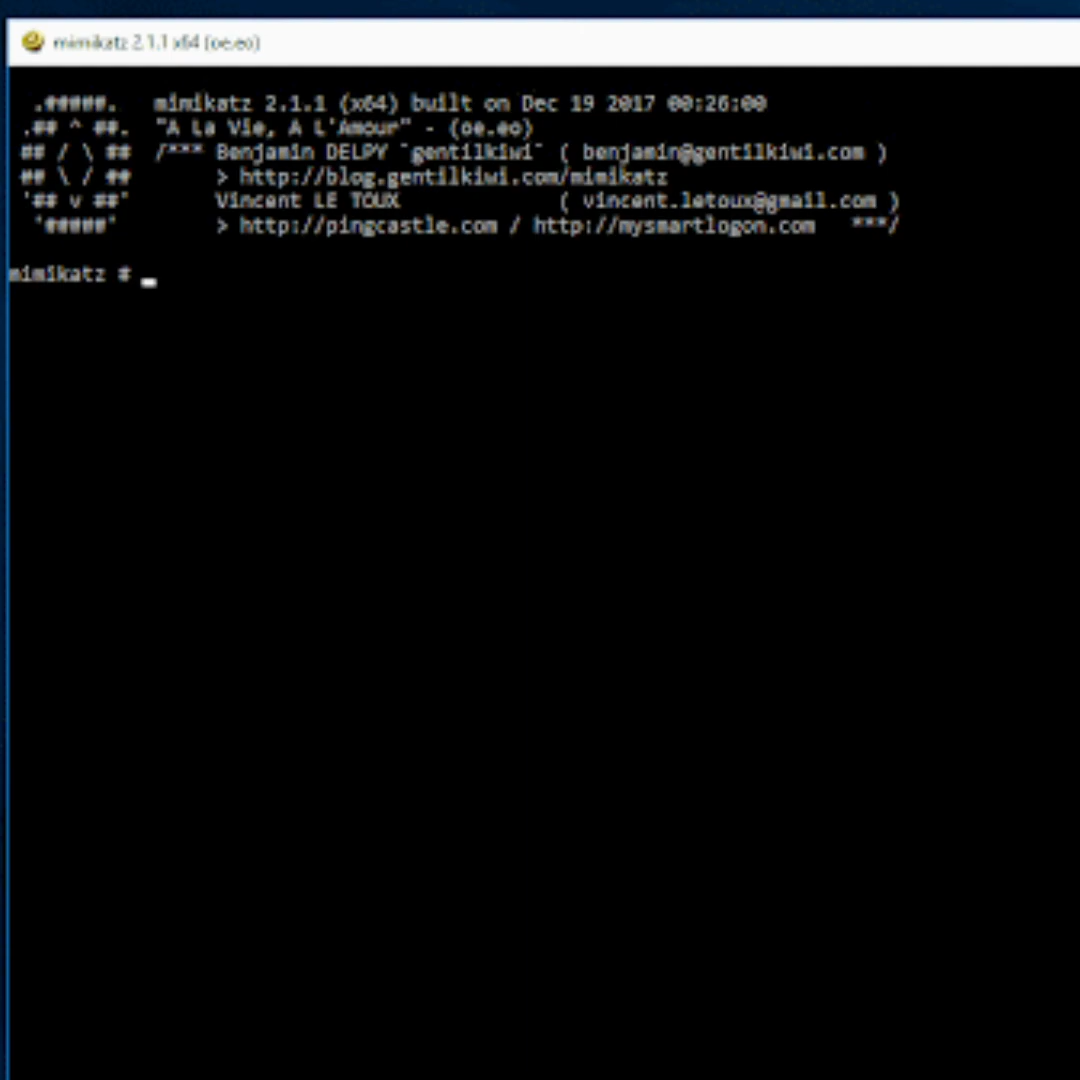 mimikatz 2.1.1 x64 (oe.eo)
.#####.   mimikatz 2.1.1 (x64) built on Dec 19 2017 00:26:00
.## ^ ##.  "A La Vie, A L'Amour" - (oe.eo)
## / \ ##  /*** Benjamin DELPY `gentilkiwi` ( benjamin@gentilkiwi.com )
## \ / ##       > http://blog.gentilkiwi.com/mimikatz
'## v ##'       Vincent LE TOUX             ( vincent.letoux@gmail.com )
'#####'        > http://pingcastle.com / http://mysmartlogon.com   ***/
mimikatz # _